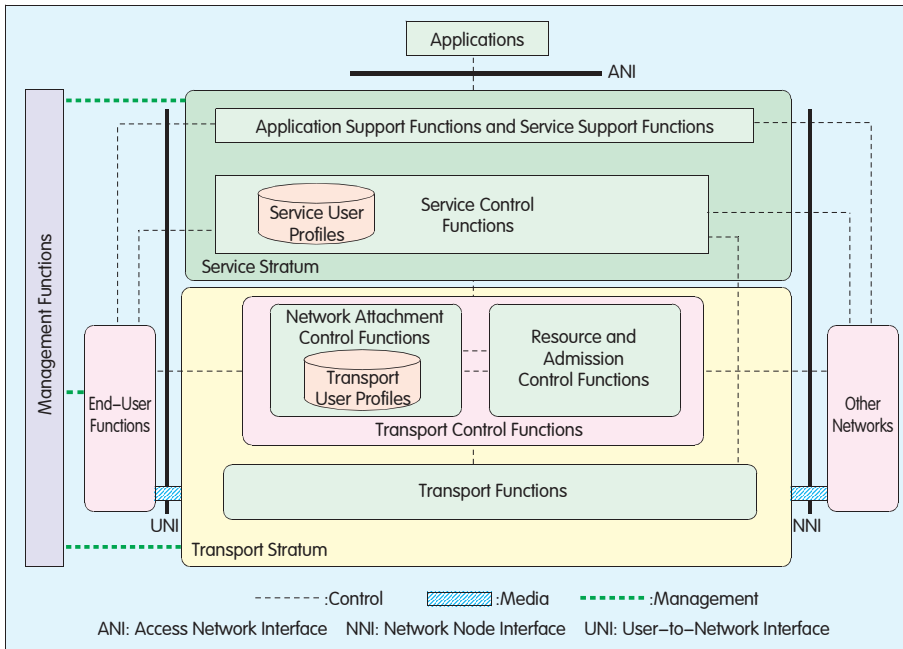 Applications
ANI
Application Support Functions and Service Support Functions
Service User
Profiles
Service Control
Functions
Service Stratum
Management Functions
Network Attachment
Control Functions
Transport
User Profiles
Resource and
Admission
Control Functions
Transport Control Functions
End-User
Functions
Other
Networks
Transport Functions
UNI
NNI
Transport Stratum
:Control
:Media
:Management
ANI: Access Network Interface
NNI: Network Node Interface
UNI: User-to-Network Interface